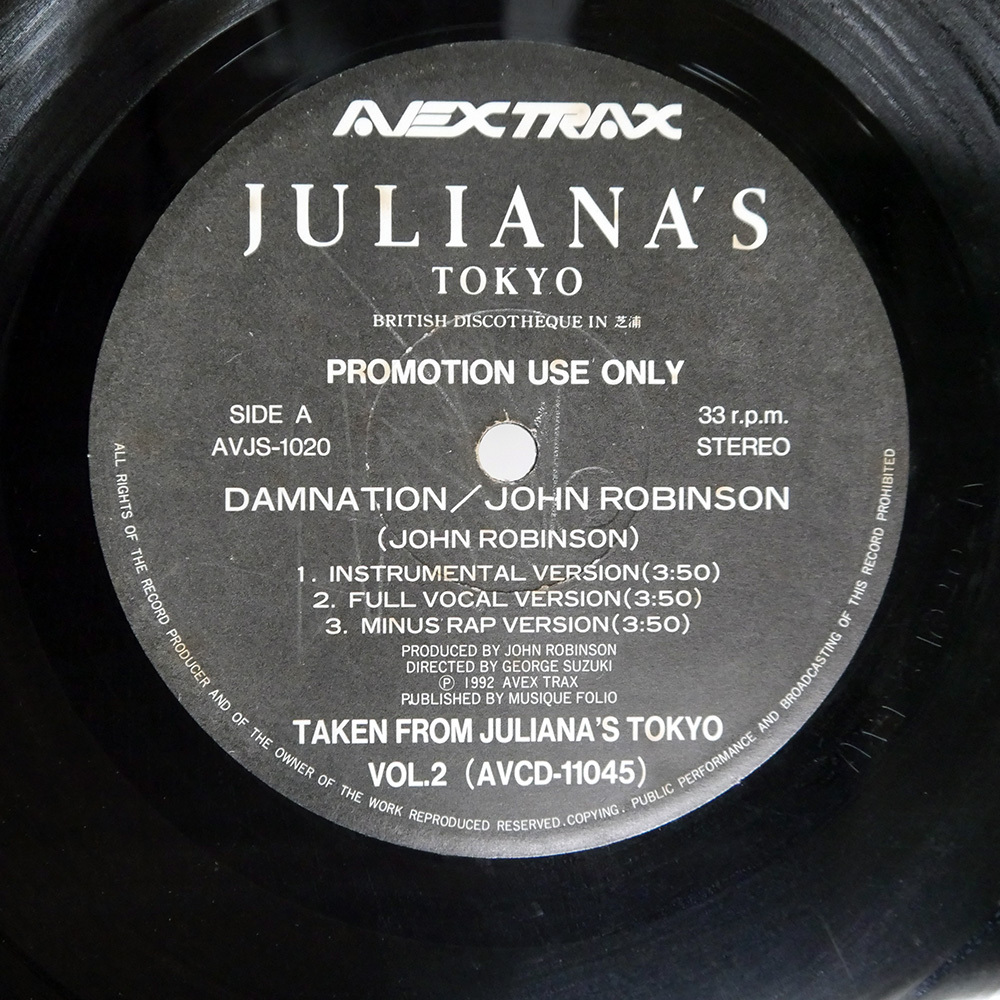 AVEX TRAX
JULIANA'S
TOKYO
BRITISH DISCOTHEQUE IN 芝浦
PROMOTION USE ONLY
SIDE A
AVJS-1020
33 r.p.m.
STEREO
DAMNATION／JOHN ROBINSON
(JOHN ROBINSON)
1. INSTRUMENTAL VERSION(3:50)
2. FULL VOCAL VERSION(3:50)
3. MINUS RAP VERSION(3:50)
PRODUCED BY JOHN ROBINSON
DIRECTED BY GEORGE SUZUKI
Ⓟ 1992 AVEX TRAX
PUBLISHED BY MUSIQUE FOLIO
TAKEN FROM JULIANA'S TOKYO
VOL.2 (AVCD-11045)
ALL RIGHTS OF THE RECORD PRODUCER AND OF THE OWNER OF THE WORK REPRODUCED RESERVED.COPYING. PUBLIC PERFORMANCE AND BROADCASTING OF THIS RECORD PROHIBITED